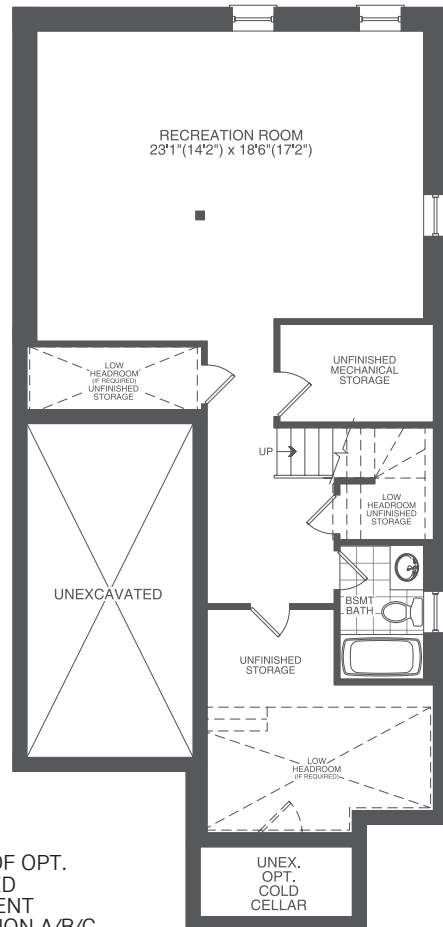 RECREATION ROOM
23'1"(14'2") x 18'6"(17'2")
LOW
HEADROOM
(IF REQUIRED)
UNFINISHED
STORAGE
UNFINISHED
MECHANICAL
STORAGE
UP
LOW
HEADROOM
UNFINISHED
STORAGE
UNEXCAVATED
BSMT
BATH
UNFINISHED
STORAGE
LOW
HEADROOM
(IF REQUIRED)
UNEX.
OPT.
COLD
CELLAR
OF OPT.